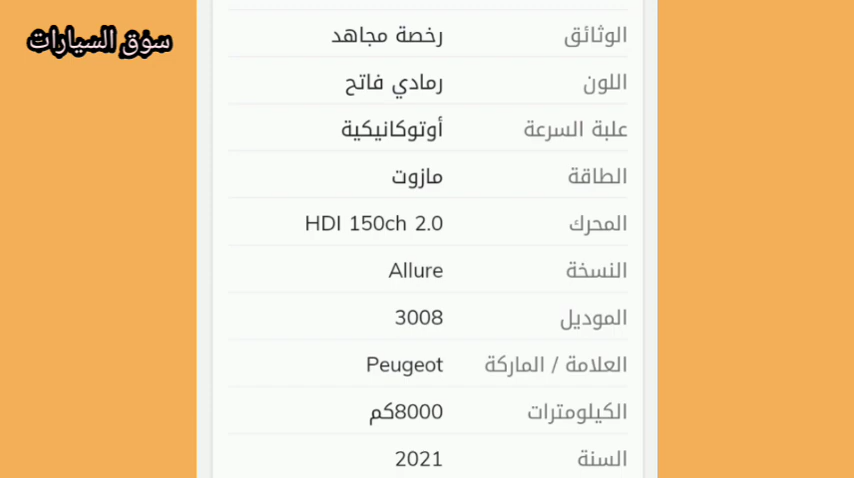 سوق السيارات
الوثائق رخصة مجاهد
اللون رمادي فاتح
علبة السرعة أوتوكانيكية
الطاقة مازوت
المحرك 2.0 HDI 150ch
النسخة Allure
الموديل 3008
العلامة / الماركة Peugeot
الكيلومترات 8000كم
السنة 2021